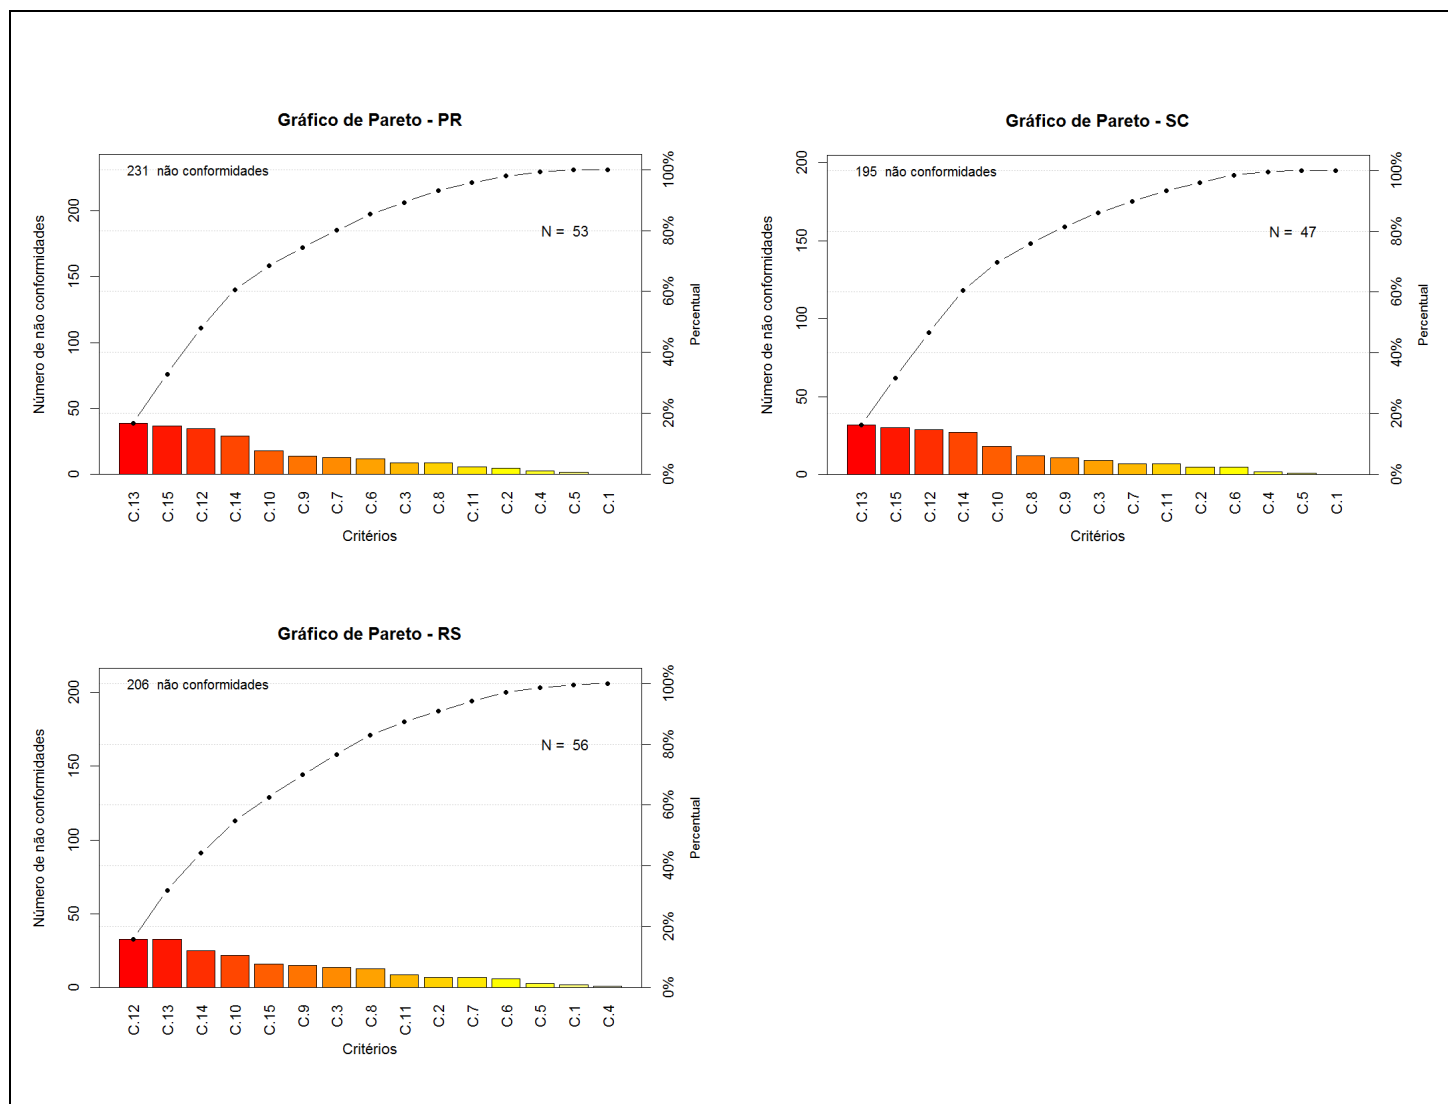 Gráfico de Pareto - PR
231 não conformidades
N = 53
Número de não conformidades
0
50
100
150
200
0%
20%
40%
60%
80%
100%
Percentual
C.13
C.15
C.12
C.14
C.10
C.9
C.7
C.6
C.3
C.8
C.11
C.2
C.4
C.5
C.1
Critérios
Gráfico de Pareto - SC
195 não conformidades
N = 47
Número de não conformidades
0
50
100
150
200
0%
20%
40%
60%
80%
100%
Percentual
C.13
C.15
C.12
C.14
C.10
C.8
C.9
C.3
C.7
C.11
C.2
C.6
C.4
C.5
C.1
Critérios
Gráfico de Pareto - RS
206 não conformidades
N = 56
Número de não conformidades
0
50
100
150
200
0%
20%
40%
60%
80%
100%
Percentual
C.12
C.13
C.14
C.10
C.15
C.9
C.3
C.8
C.11
C.2
C.7
C.6
C.5
C.1
C.4
Critérios